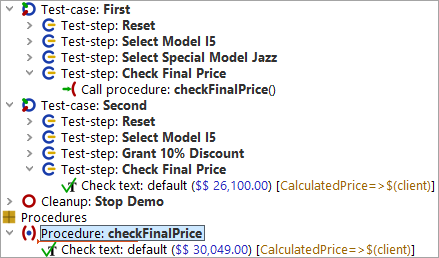 Test-case: First
Test-step: Reset
Test-step: Select Model I5
Test-step: Select Special Model Jazz
Test-step: Check Final Price
Call procedure: checkFinalPrice()
Test-case: Second
Test-step: Reset
Test-step: Select Model I5
Test-step: Grant 10% Discount
Test-step: Check Final Price
Check text: default ($$ 26,100.00) [CalculatedPrice=>$(client)]
Cleanup: Stop Demo
Procedures
Procedure: checkFinalPrice
Check text: default ($$ 30,049.00) [CalculatedPrice=>$(client)]